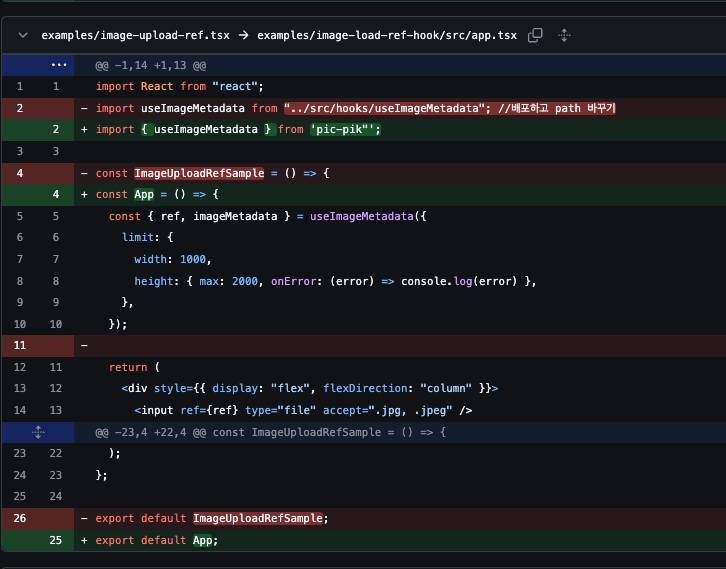 examples/image-upload-ref.tsx → examples/image-load-ref-hook/src/app.tsx
... @@ -1,14 +1,13 @@
1 1 import React from "react";
2 - import useImageMetadata from "../src/hooks/useImageMetadata"; //배포하고 path 바꾸기
2 + import { useImageMetadata } from 'pic-pik"';
3 3
4 - const ImageUploadRefSample = () => {
4 + const App = () => {
5 5 const { ref, imageMetadata } = useImageMetadata({
6 6 limit: {
7 7 width: 1000,
8 8 height: { max: 2000, onError: (error) => console.log(error) },
9 9 },
10 10 });
11 -
12 11 return (
13 12 <div style={{ display: "flex", flexDirection: "column" }}>
14 13 <input ref={ref} type="file" accept=".jpg, .jpeg" />
@@ -23,4 +22,4 @@ const ImageUploadRefSample = () => {
23 22 );
24 23 };
25 24
26 - export default ImageUploadRefSample;
25 + export default App;